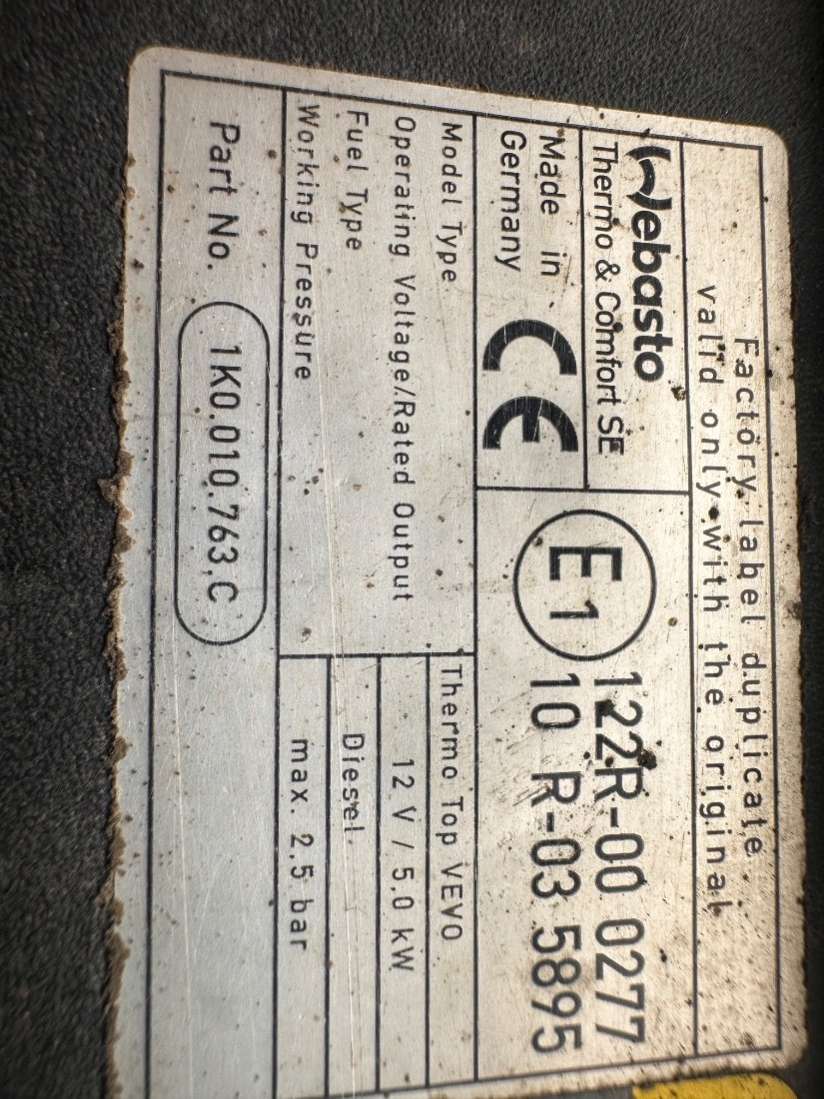 Factory label duplicate
valid only with the original
Webasto
Thermo & Comfort SE
Made in
Germany
CE
E1
122R-00 0277
10 R-03 5895
Model Type
Thermo Top VEVO
Operating Voltage/Rated Output
12 V / 5.0 kW
Fuel Type
Diesel
Working Pressure
max. 2,5 bar
Part No.
1K0.010.763.C